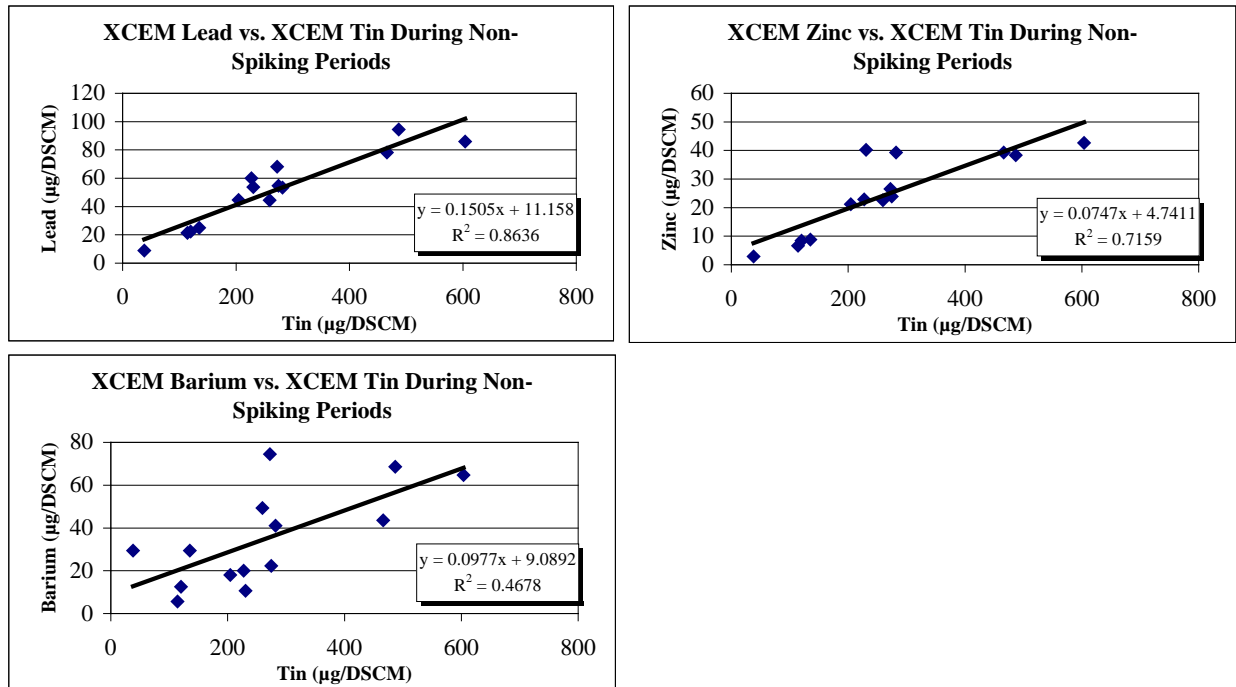 XCEM Lead vs. XCEM Tin During Non-
Spiking Periods
120
100
80
60
40
20
0
Lead (µg/DSCM)
y = 0.1505x + 11.158
R² = 0.8636
0 200 400 600 800
Tin (µg/DSCM)
XCEM Zinc vs. XCEM Tin During Non-
Spiking Periods
60
50
40
30
20
10
0
Zinc (µg/DSCM)
y = 0.0747x + 4.7411
R² = 0.7159
0 200 400 600 800
Tin (µg/DSCM)
XCEM Barium vs. XCEM Tin During Non-
Spiking Periods
80
60
40
20
0
Barium (µg/DSCM)
y = 0.0977x + 9.0892
R² = 0.4678
0 200 400 600 800
Tin (µg/DSCM)